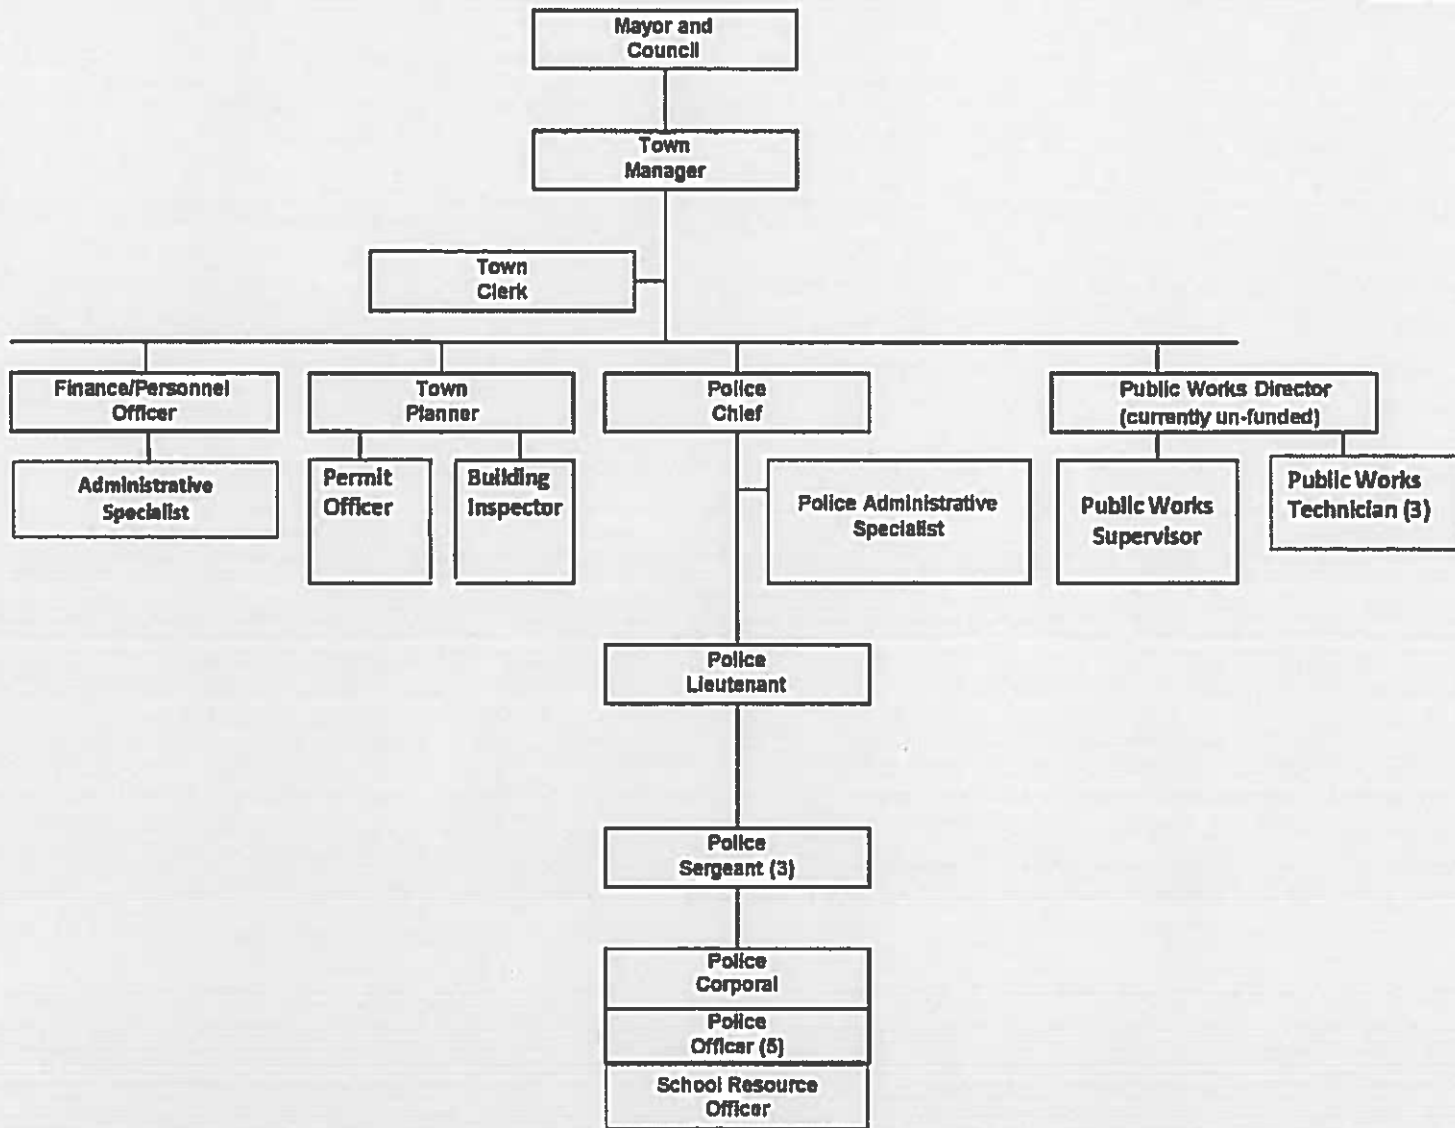 Mayor and
Council
Town
Manager
Town
Clerk
Finance/Personnel
Officer
Town
Planner
Police
Chief
Public Works Director
(currently un-funded)
Administrative
Specialist
Permit
Officer
Building
Inspector
Police Administrative
Specialist
Public Works
Supervisor
Public Works
Technician (3)
Police
Lieutenant
Police
Sergeant (3)
Police
Corporal
Police
Officer (5)
School Resource
Officer